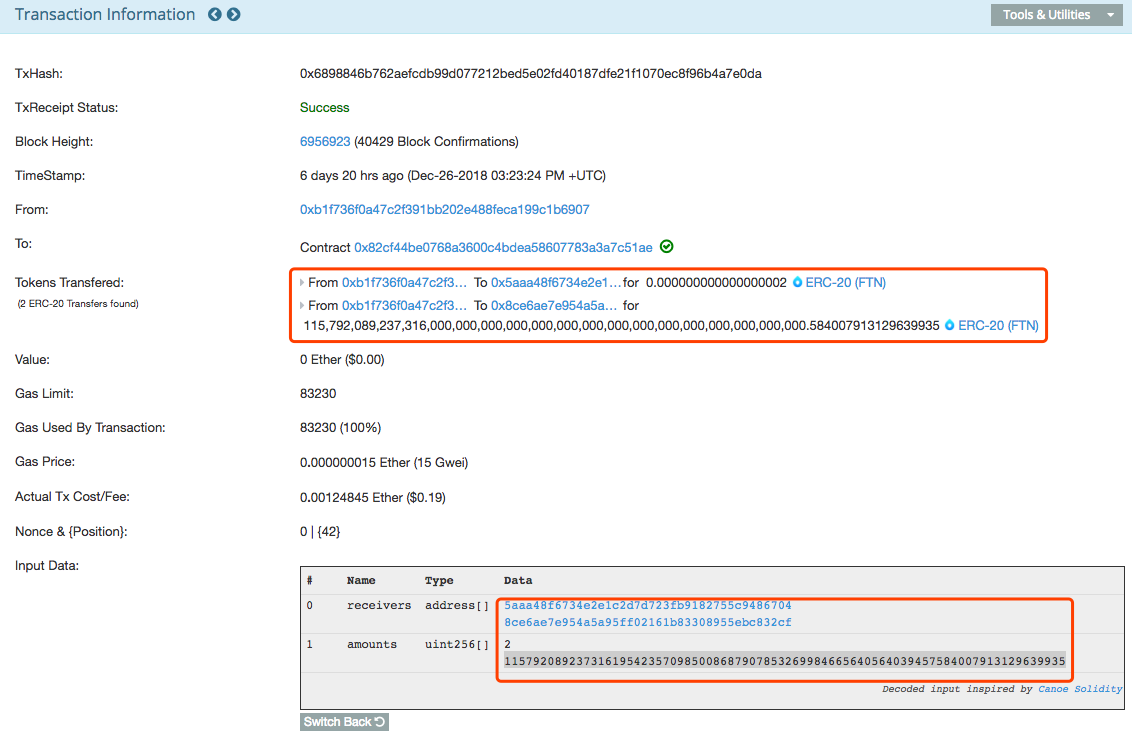 Transaction Information
Tools & Utilities
TxHash: 0x6898846b762aefcdb99d077212bed5e02fd40187dfe21f1070ec8f96b4a7e0da
TxReceipt Status: Success
Block Height: 6956923 (40429 Block Confirmations)
TimeStamp: 6 days 20 hrs ago (Dec-26-2018 03:23:24 PM +UTC)
From: 0xb1f736f0a47c2f391bb202e488feca199c1b6907
To: Contract 0x82cf44be0768a3600c4bdea58607783a3a7c51ae
Tokens Transfered: From 0xb1f736f0a47c2f3... To 0x5aaa48f6734e2e1... for 0.000000000000000002 ERC-20 (FTN)
(2 ERC-20 Transfers found) From 0xb1f736f0a47c2f3... To 0x8ce6ae7e954a5a... for
115,792,089,237,316,000,000,000,000,000,000,000,000,000,000,000,000,000,000,000.584007913129639935 ERC-20 (FTN)
Value: 0 Ether ($0.00)
Gas Limit: 83230
Gas Used By Transaction: 83230 (100%)
Gas Price: 0.000000015 Ether (15 Gwei)
Actual Tx Cost/Fee: 0.00124845 Ether ($0.19)
Nonce & {Position}: 0 | {42}
Input Data:
# Name Type Data
0 receivers address[] 5aaa48f6734e2e1c2d7d723fb9182755c9486704
8ce6ae7e954a5a95ff02161b83308955ebc832cf
1 amounts uint256[] 2
115792089237316195423570985008687907853269984665640564039457584007913129639935
Decoded input inspired by Canoe Solidity
Switch Back